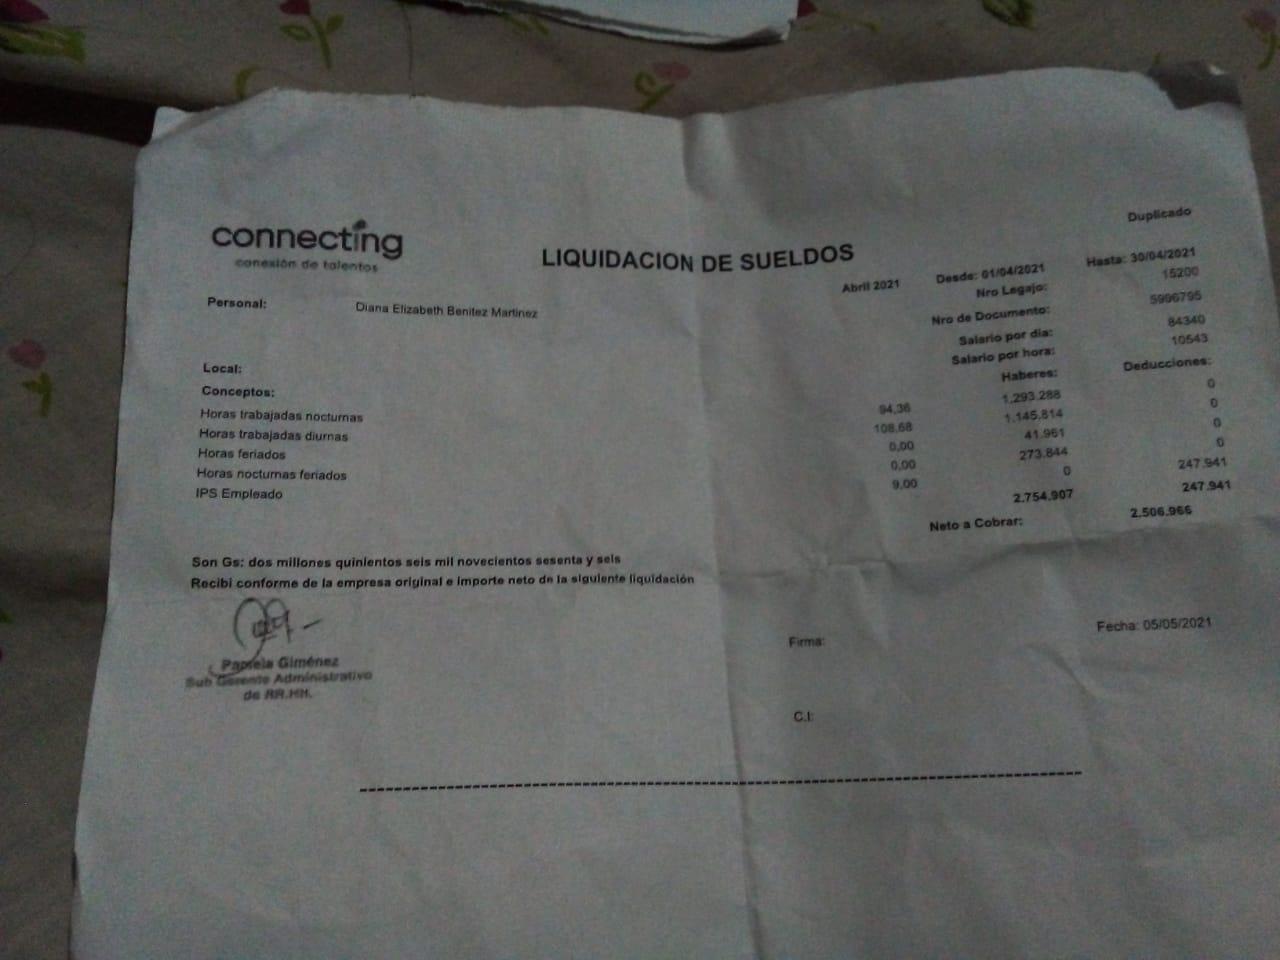 Duplicado
connecting
conexión de talentos
LIQUIDACION DE SUELDOS
Abril 2021 Desde: 01/04/2021 Hasta: 30/04/2021
Nro Legajo: 15200
Personal: Diana Elizabeth Benitez Martinez
Nro de Documento: 5996795
Salario por dia: 84340
Salario por hora: 10543
Local:
Conceptos: Haberes: Deducciones:
Horas trabajadas nocturnas 94,36 1.293.288 0
Horas trabajadas diurnas 108,68 1.145.814 0
Horas feriados 0,00 41.961 0
Horas nocturnas feriados 0,00 273.844 0
IPS Empleado 9,00 0 247.941
2.754.907 247.941
Neto a Cobrar: 2.506.966
Son Gs: dos millones quinientos seis mil novecientos sesenta y seis
Recibi conforme de la empresa original e importe neto de la siguiente liquidación
Firma: Fecha: 05/05/2021
Pamela Giménez
Sub Gerente Administrativo
de RR.HH.
C.I: